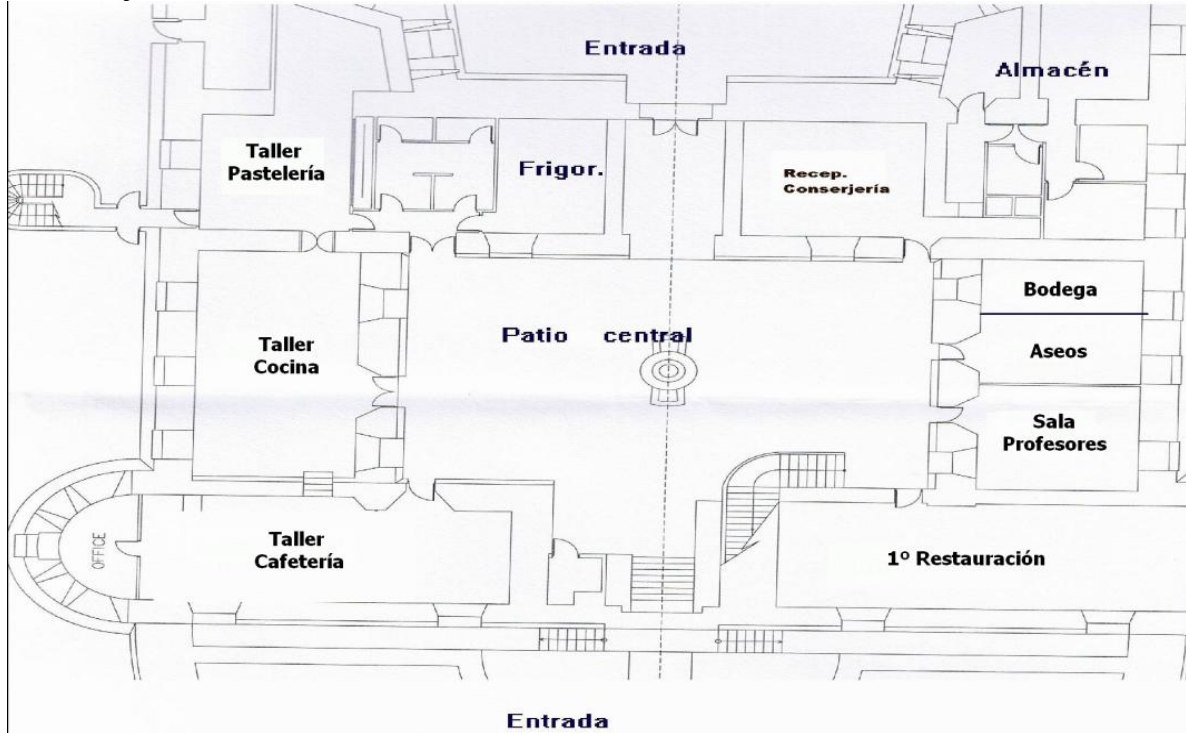 Entrada
Almacén
Taller
Pastelería
Frigor.
Recep.
Conserjería
Bodega
Patio central
Taller
Cocina
Aseos
Sala
Profesores
OFFICE
Taller
Cafetería
1º Restauración
Entrada